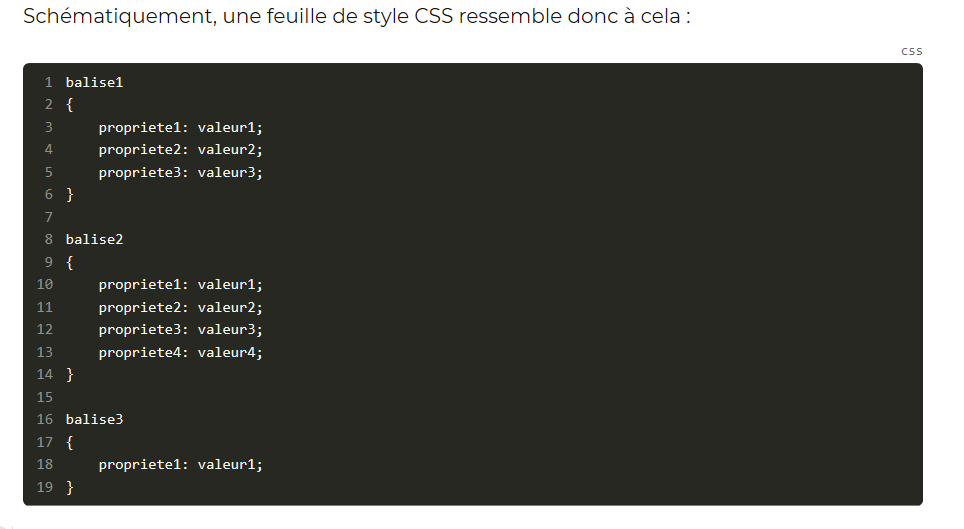 Schématiquement, une feuille de style CSS ressemble donc à cela :
CSS
1 balise1
2 {
3     propriete1: valeur1;
4     propriete2: valeur2;
5     propriete3: valeur3;
6 }
7
8 balise2
9 {
10     propriete1: valeur1;
11     propriete2: valeur2;
12     propriete3: valeur3;
13     propriete4: valeur4;
14 }
15
16 balise3
17 {
18     propriete1: valeur1;
19 }